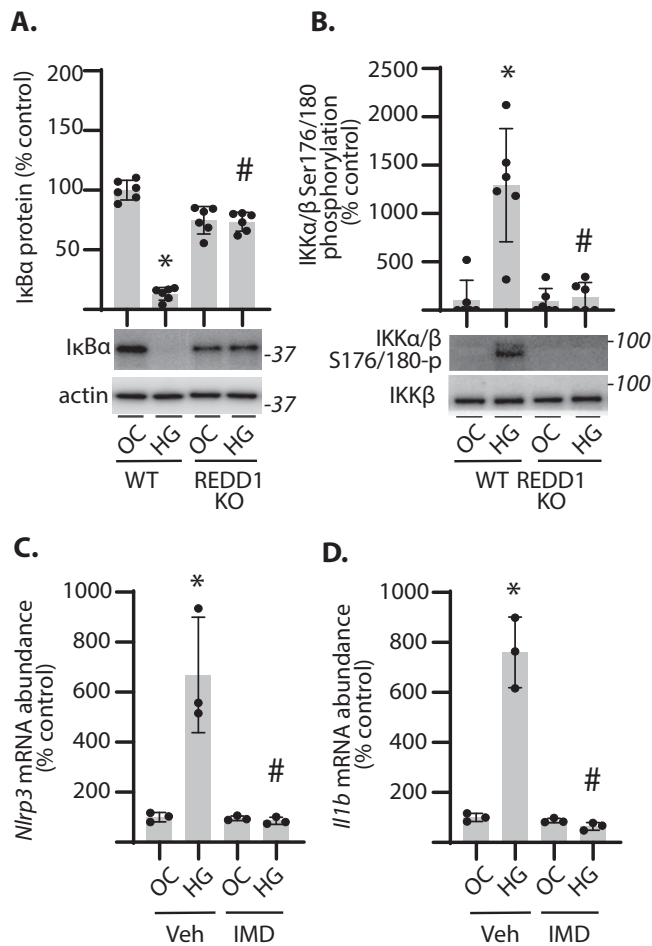 A.
IκBα protein (% control)
200
150
100
50
*
#
IκBα
-37
actin
-37
OC HG OC HG
WT REDD1
KO
B.
IKKα/β Ser176/180
phosphorylation
(% control)
2500
2000
1500
1000
500
0
*
#
IKKα/β
S176/180-p
-100
IKKβ
-100
OC HG OC HG
WT REDD1
KO
C.
Nlrp3 mRNA abundance
(% control)
1000
800
600
400
200
*
#
OC HG OC HG
Veh IMD
D.
Il1b mRNA abundance
(% control)
1000
800
600
400
200
*
#
OC HG OC HG
Veh IMD